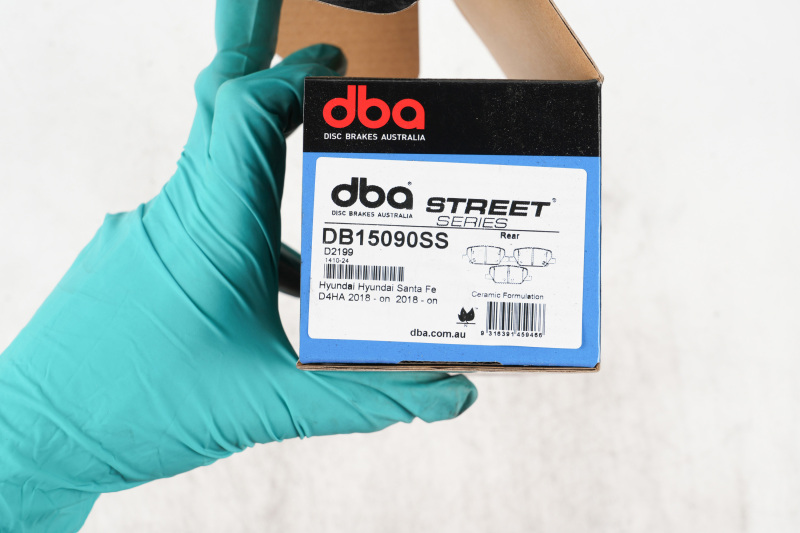 dba
DISC BRAKES AUSTRALIA
dba®
DISC BRAKES AUSTRALIA
STREET®
SERIES
DB15090SS
Rear
D2199
1410-24
Hyundai Hyundai Santa Fe
D4HA 2018 - on 2018 - on
Ceramic Formulation
dba.com.au
9 316391 459466